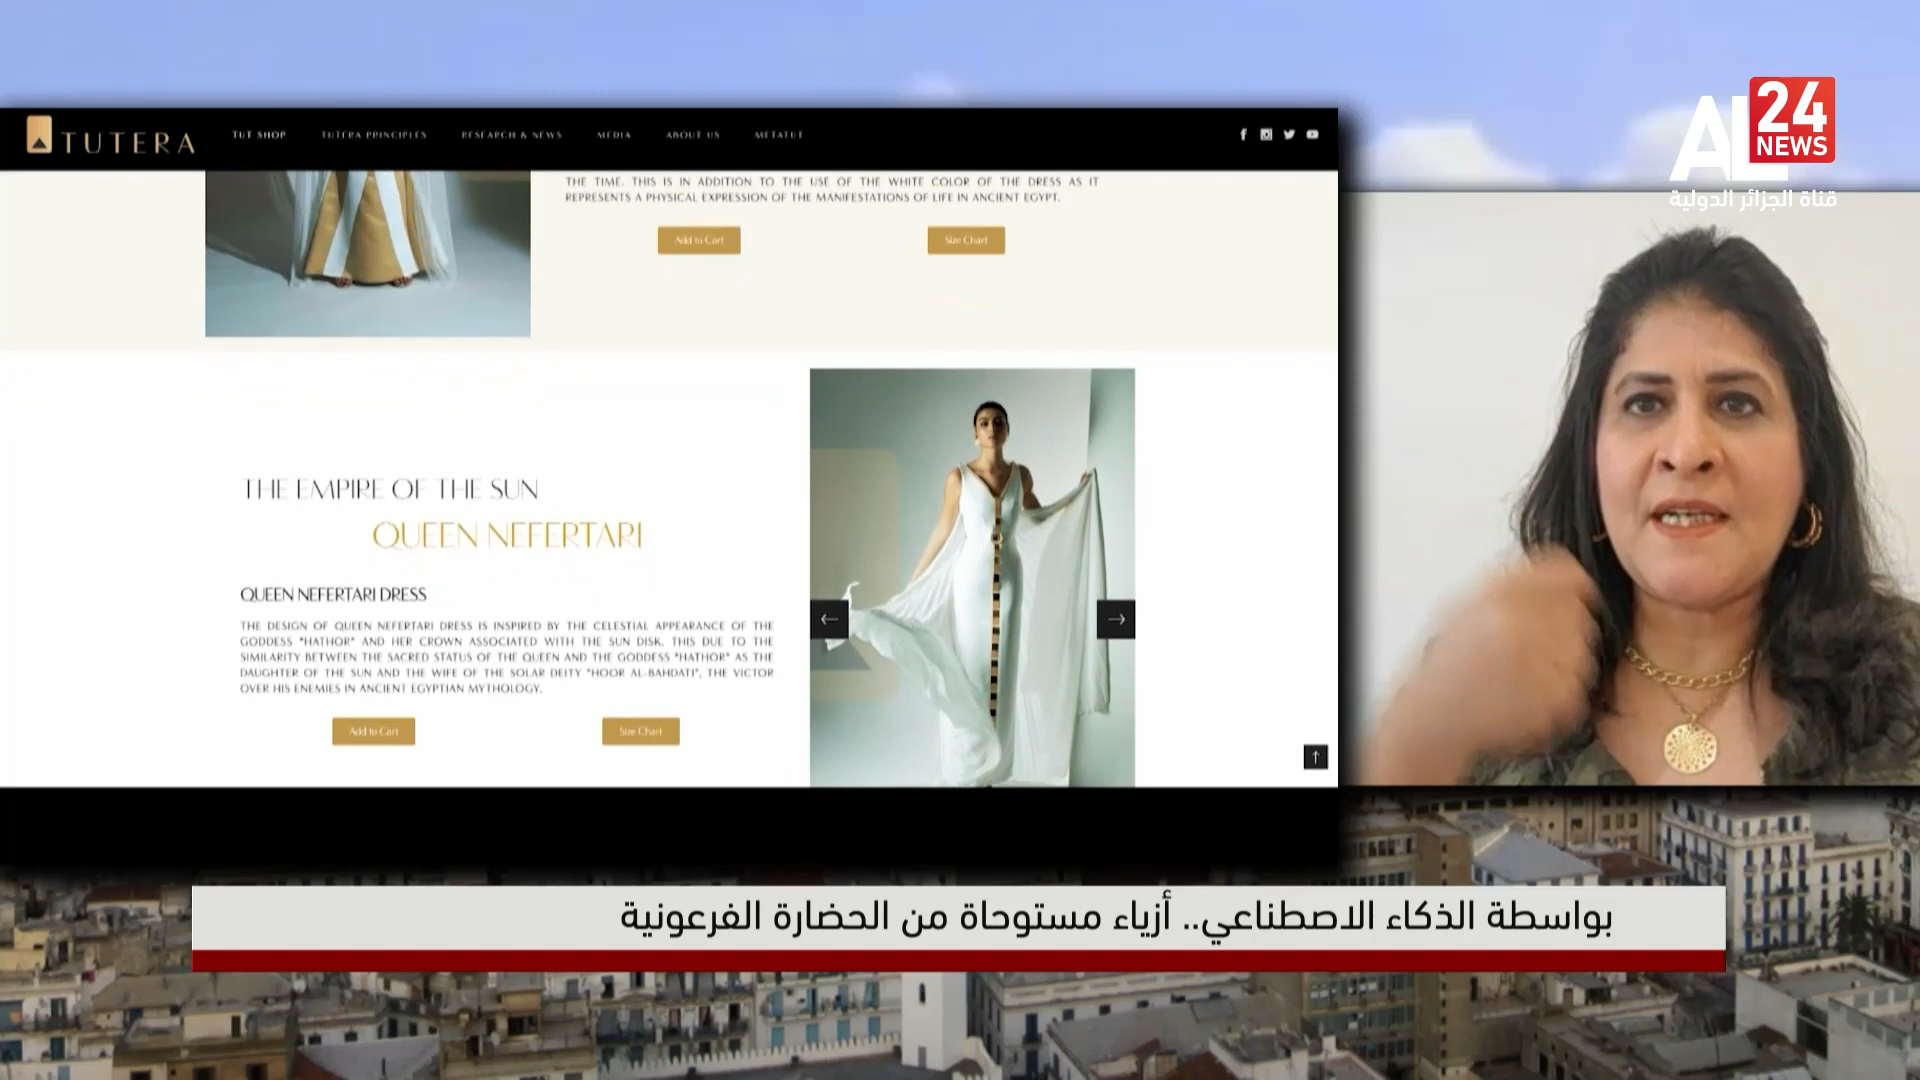 AL
24
NEWS
قناة الجزائر الدولية
TUTERA
TUT SHOP
TUTERA PRINCIPLES
RESEARCH & NEWS
MEDIA
ABOUT US
METATUT
THE TIME. THIS IS IN ADDITION TO THE USE OF THE WHITE COLOR OF THE DRESS AS IT
REPRESENTS A PHYSICAL EXPRESSION OF THE MANIFESTATIONS OF LIFE IN ANCIENT EGYPT.
Add to Cart
Size Chart
THE EMPIRE OF THE SUN
QUEEN NEFERTARI
QUEEN NEFERTARI DRESS
THE DESIGN OF QUEEN NEFERTARI DRESS IS INSPIRED BY THE CELESTIAL APPEARANCE OF THE
GODDESS "HATHOR" AND HER CROWN ASSOCIATED WITH THE SUN DISK. THIS DUE TO THE
SIMILARITY BETWEEN THE SACRED STATUS OF THE QUEEN AND THE GODDESS "HATHOR" AS THE
DAUGHTER OF THE SUN AND THE WIFE OF THE SOLAR DEITY "HOOR AL-BAHDATI", THE VICTOR
OVER HIS ENEMIES IN ANCIENT EGYPTIAN MYTHOLOGY.
Add to Cart
Size Chart
بواسطة الذكاء الاصطناعي.. أزياء مستوحاة من الحضارة الفرعونية